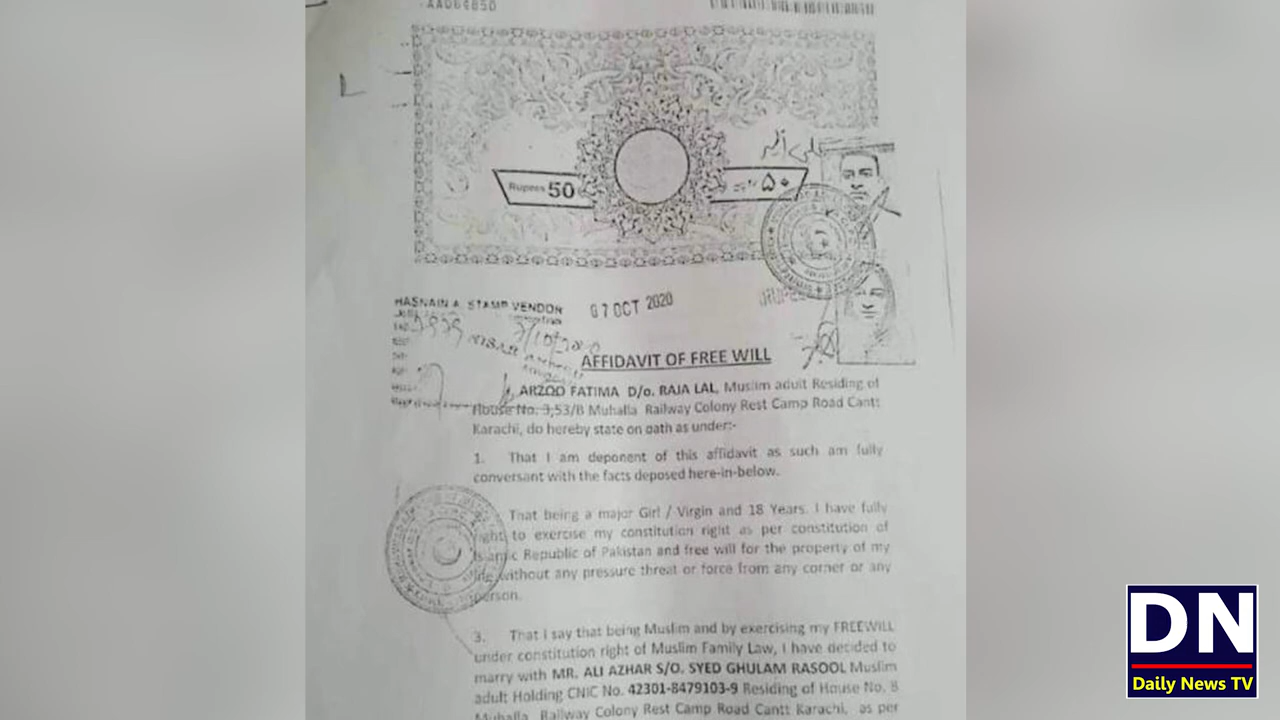 AA064850
Rupees 50
۵۰
HASNAIN A. STAMP VENDOR
07 OCT 2020
AFFIDAVIT OF FREE WILL
I, ARZOO FATIMA D/o. RAJA LAL, Muslim adult Residing of
House No. 3,53/B Muhalla Railway Colony Rest Camp Road Cantt
Karachi, do hereby state on oath as under:-
1. That I am deponent of this affidavit as such am fully
conversant with the facts deposed here-in-below.
That being a major Girl / Virgin and 18 Years. I have fully
right to exercise my constitution right as per constitution of
Islamic Republic of Pakistan and free will for the property of my
life without any pressure threat or force from any corner or any
person.
3. That I say that being Muslim and by exercising my FREEWILL
under constitution right of Muslim Family Law, I have decided to
marry with MR. ALI AZHAR S/O. SYED GHULAM RASOOL Muslim
adult Holding CNIC No. 42301-8479103-9 Residing of House No. 8
Muhalla Railway Colony Rest Camp Road Cantt Karachi, as per
DN
Daily News TV